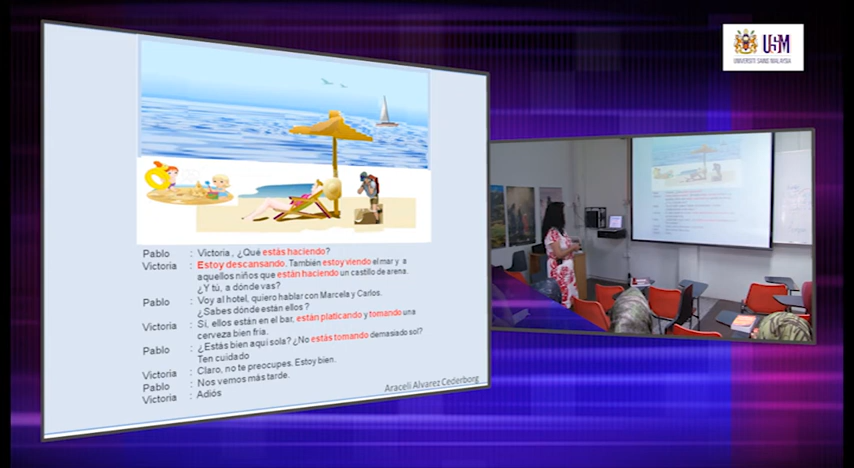 USM
UNIVERSITI SAINS MALAYSIA
Pablo : Victoria , ¿Qué estás haciendo?
Victoria : Estoy descansando. También estoy viendo el mar y a
aquellos niños que están haciendo un castillo de arena.
¿Y tú, a dónde vas?
Pablo : Voy al hotel, quiero hablar con Marcela y Carlos.
¿Sabes dónde están ellos ?
Victoria : Sí, ellos están en el bar, están platicando y tomando una
cerveza bien fria.
Pablo : ¿Estás bien aquí sola? ¿No estás tomando demasiado sol?
Ten cuidado
Victoria : Claro, no te preocupes. Estoy bien.
Pablo : Nos vemos más tarde.
Victoria : Adiós
Araceli Alvarez Cederborg